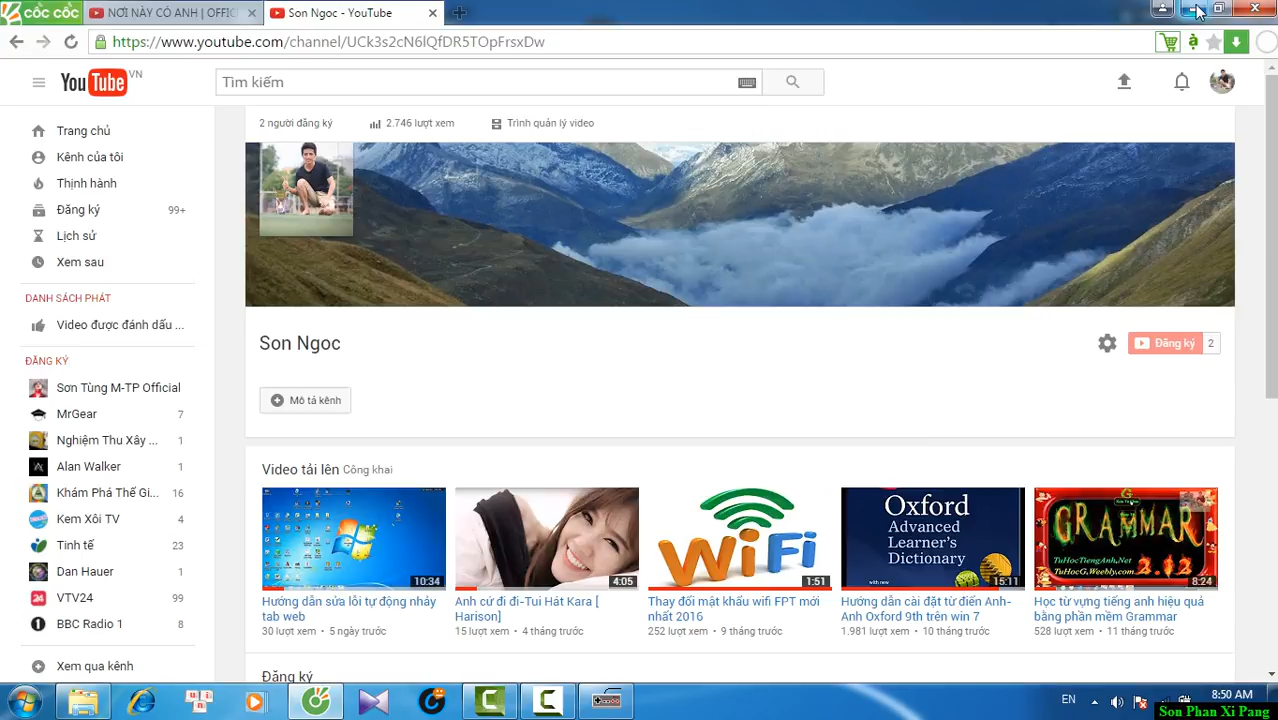 cốc cốc
NƠI NÀY CÓ ANH | OFFIC
Son Ngoc - YouTube
https://www.youtube.com/channel/UCk3s2cN6lQfDR5TOpFrsxDw
YouTube VN
Tìm kiếm
Trang chủ
Kênh của tôi
Thịnh hành
Đăng ký 99+
Lịch sử
Xem sau
DANH SÁCH PHÁT
Video được đánh dấu ...
ĐĂNG KÝ
Sơn Tùng M-TP Official
MrGear 7
Nghiệm Thu Xây ... 1
Alan Walker 1
Khám Phá Thế Gi... 16
Kem Xôi TV 4
Tinh tế 23
Dan Hauer 1
VTV24 99
BBC Radio 1 8
Xem qua kênh
2 người đăng ký 2.746 lượt xem Trình quản lý video
Son Ngoc
Đăng ký 2
Mô tả kênh
Video tải lên Công khai
10:34
Hướng dẫn sửa lỗi tự động nháy
tab web
30 lượt xem • 5 ngày trước
4:05
Anh cứ đi đi-Tui Hát Kara [
Harison]
15 lượt xem • 4 tháng trước
WiFi
1:51
Thay đổi mật khẩu wifi FPT mới
nhất 2016
252 lượt xem • 9 tháng trước
Oxford
Advanced
Learner's
Dictionary
with new
15:11
Hướng dẫn cài đặt từ điển Anh-
Anh Oxford 9th trên win 7
1.981 lượt xem • 10 tháng trước
G
GRAMMAR
TuHocTiengAnh.Net
TuHocG.Weebly.com
2.12
8:24
Học từ vựng tiếng anh hiệu quả
bằng phần mềm Grammar
528 lượt xem • 11 tháng trước
Đăng ký
EN
8:50 AM
Son Phan Xi Pang